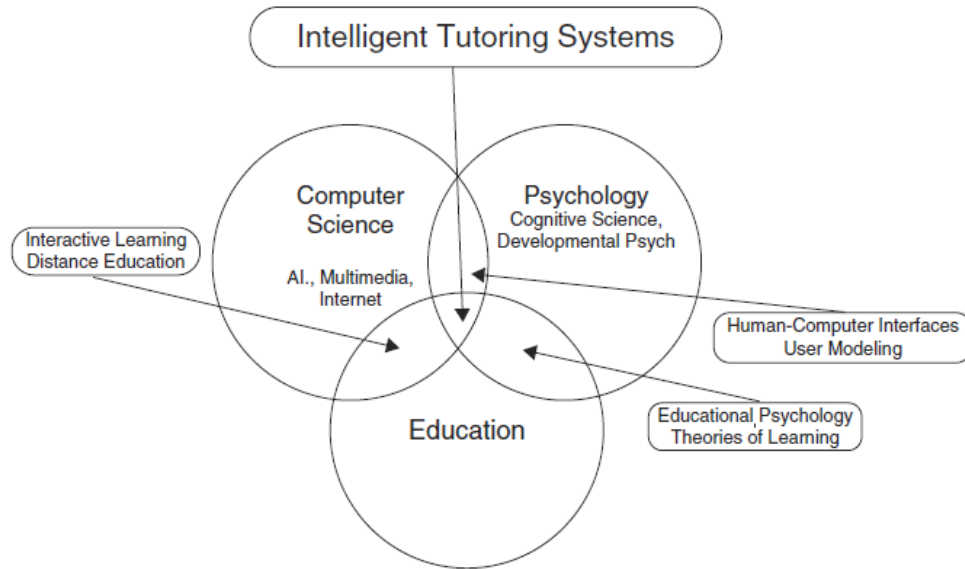 Intelligent Tutoring Systems
Computer
Science
AI., Multimedia,
Internet
Psychology
Cognitive Science,
Developmental Psych
Interactive Learning
Distance Education
Human-Computer Interfaces
User Modeling
Educational Psychology
Theories of Learning
Education